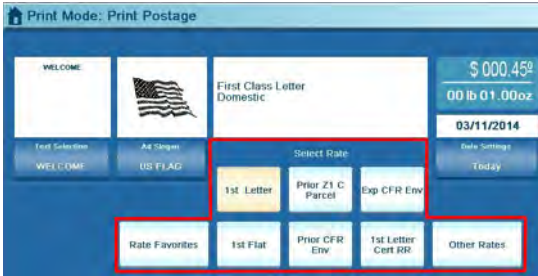 Print Mode: Print Postage
WELCOME
First Class Letter
Domestic
$ 000.45⁰
00 lb 01.00oz
03/11/2014
Text Selection
WELCOME
Ad Slogan
US FLAG
Select Rate
Date Settings
Today
1st Letter
Prior Z1 C
Parcel
Exp CFR Env
Rate Favorites
1st Flat
Prior CFR
Env
1st Letter
Cert RR
Other Rates